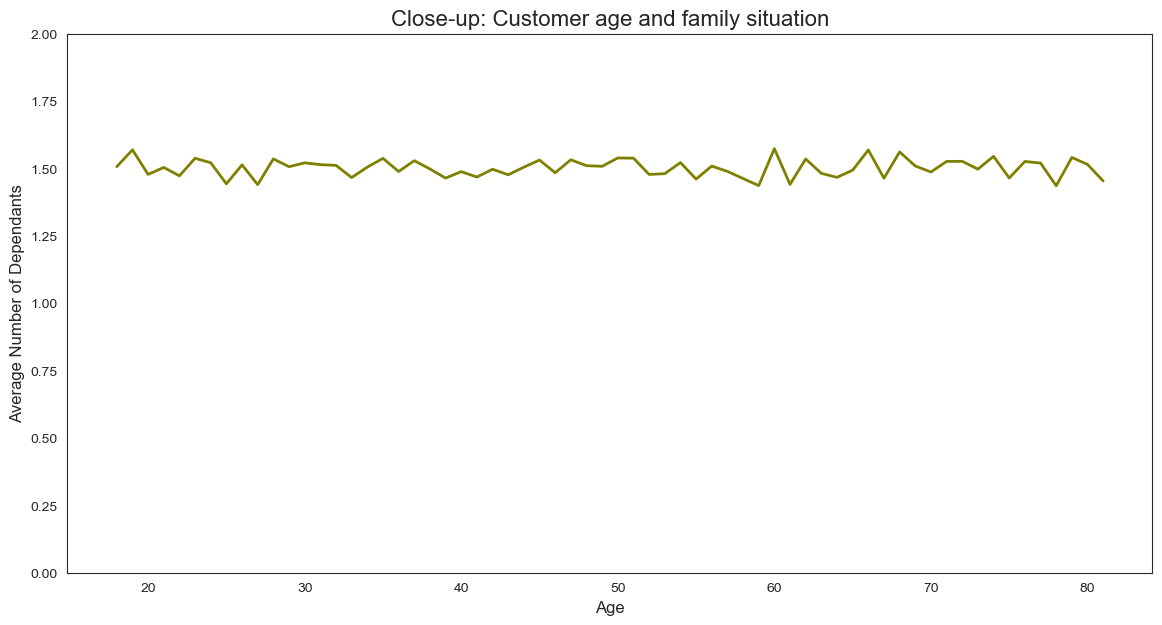 Close-up: Customer age and family situation
2.00
1.75
1.50
1.25
1.00
0.75
0.50
0.25
0.00
Average Number of Dependants
20 30 40 50 60 70 80
Age